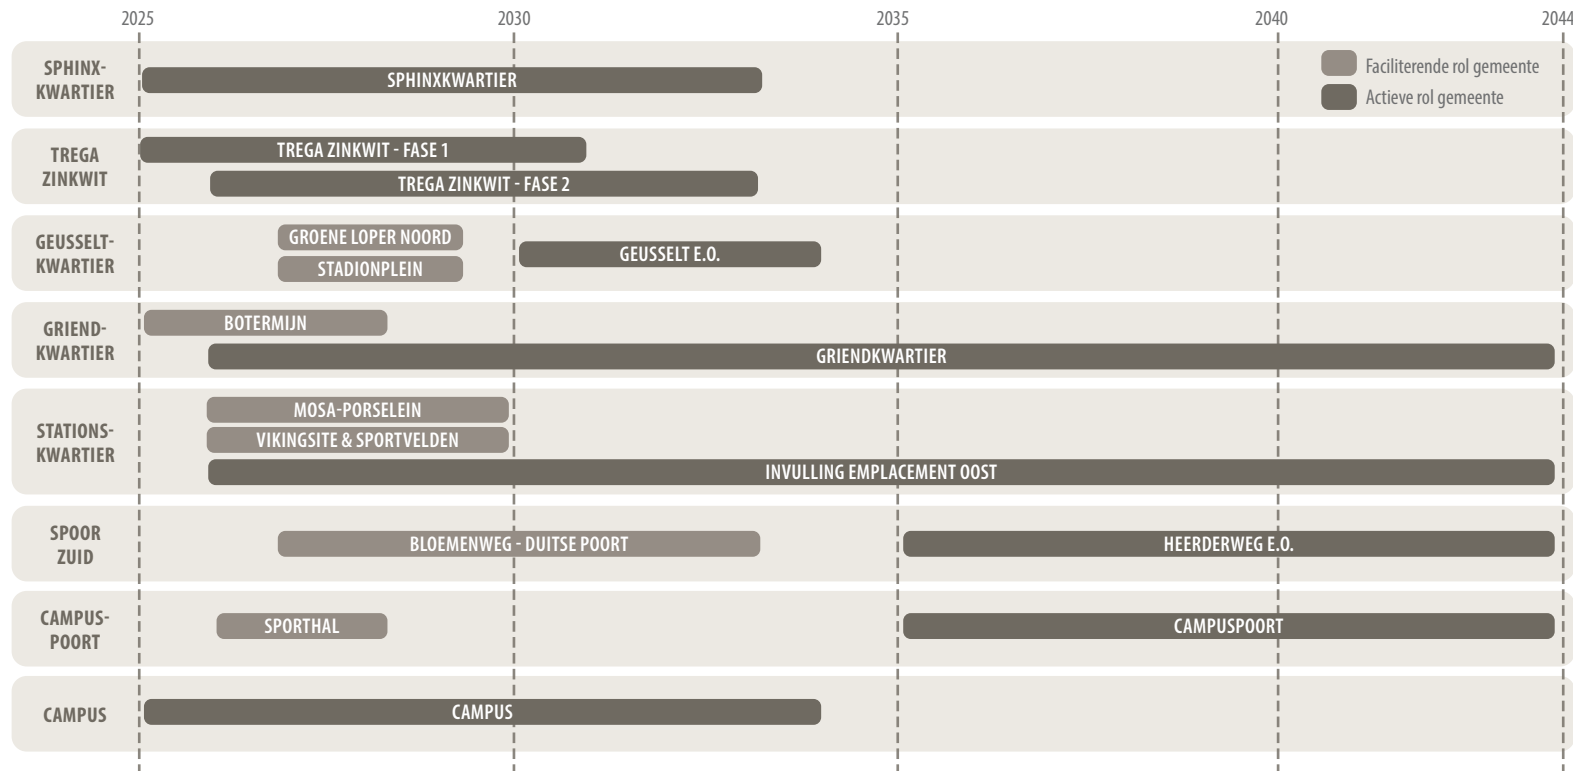 2025
2030
2035
2040
2044
SPHINX-
KWARTIER
SPHINXKWARTIER
Faciliterende rol gemeente
Actieve rol gemeente
TREGA
ZINKWIT
TREGA ZINKWIT - FASE 1
TREGA ZINKWIT - FASE 2
GEUSSELT-
KWARTIER
GROENE LOPER NOORD
STADIONPLEIN
GEUSSELT E.O.
GRIEND-
KWARTIER
BOTERMIJN
GRIENDKWARTIER
STATIONS-
KWARTIER
MOSA-PORSELEIN
VIKINGSITE & SPORTVELDEN
INVULLING EMPLACEMENT OOST
SPOOR
ZUID
BLOEMENWEG - DUITSE POORT
HEERDERWEG E.O.
CAMPUS-
POORT
SPORTHAL
CAMPUSPOORT
CAMPUS
CAMPUS